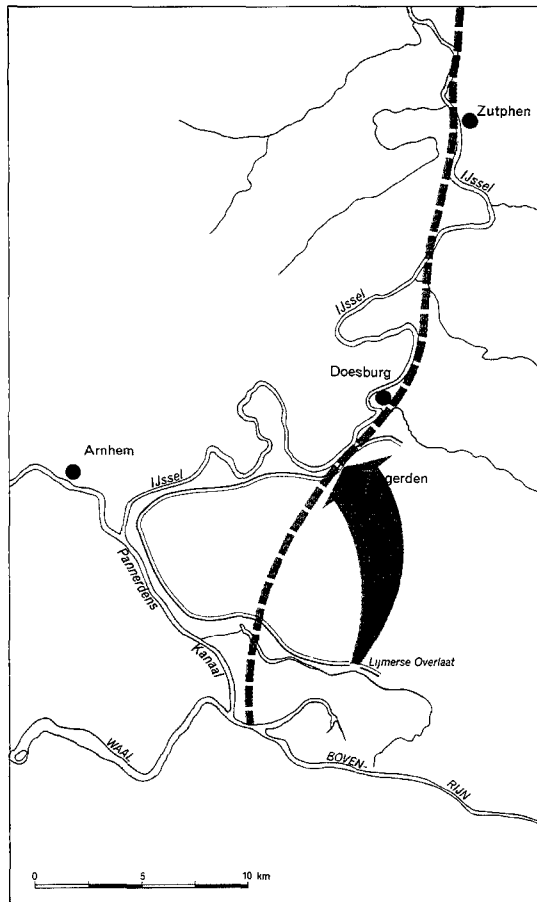 Zutphen
IJssel
IJssel
Doesburg
Arnhem
IJssel
gerden
Pannerdens
Kanaal
Lijmerse Overlaat
WAAL
BOVEN-
RIJN
0 5 10 km